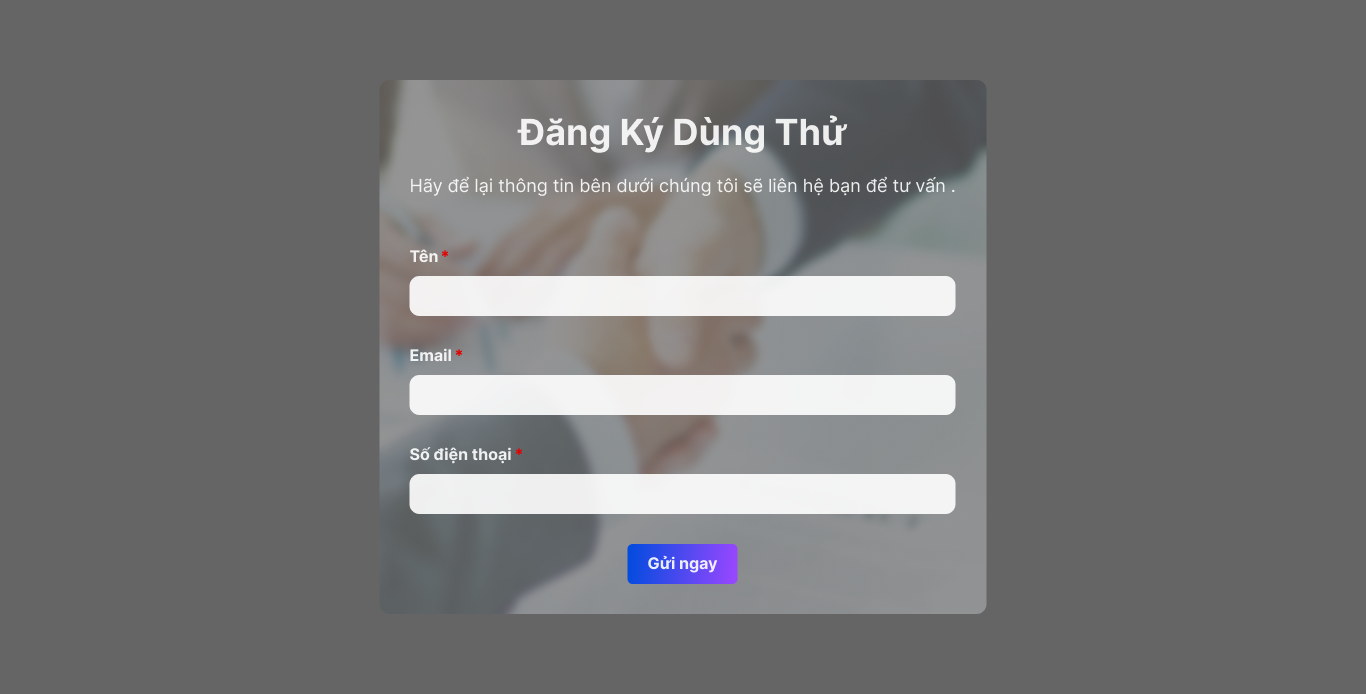 Đăng Ký Dùng Thử
Hãy để lại thông tin bên dưới chúng tôi sẽ liên hệ bạn để tư vấn .
Tên *
Email *
Số điện thoại *
Gửi ngay